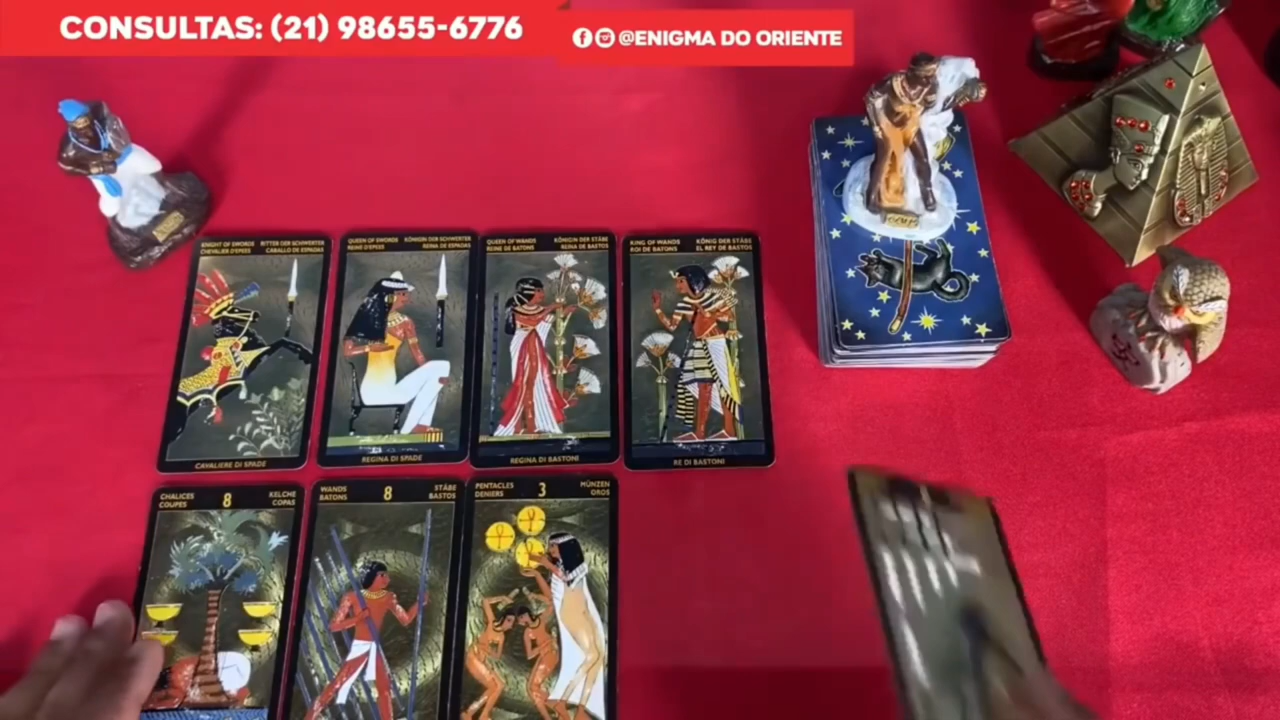 CONSULTAS: (21) 98655-6776
@ENIGMA DO ORIENTE
KNIGHT OF SWORDS RITTER DER SCHWERTER
CHEVALIER D'EPEES CABALLO DE ESPADAS
CAVALIERE DI SPADE
QUEEN OF SWORDS KÖNIGIN DER SCHWERTER
REINE D'EPEES REINA DE ESPADAS
REGINA DI SPADE
QUEEN OF WANDS KÖNIGIN DER STÄBE
REINE DE BATONS REINA DE BASTOS
REGINA DI BASTONI
KING OF WANDS KÖNIG DER STÄBE
ROI DE BATONS EL REY DE BASTOS
RE DI BASTONI
CHALICES 8 KELCHE
COUPES COPAS
WANDS 8 STÄBE
BATONS BASTOS
PENTACLES 3 MÜNZEN
DENIERS OROS